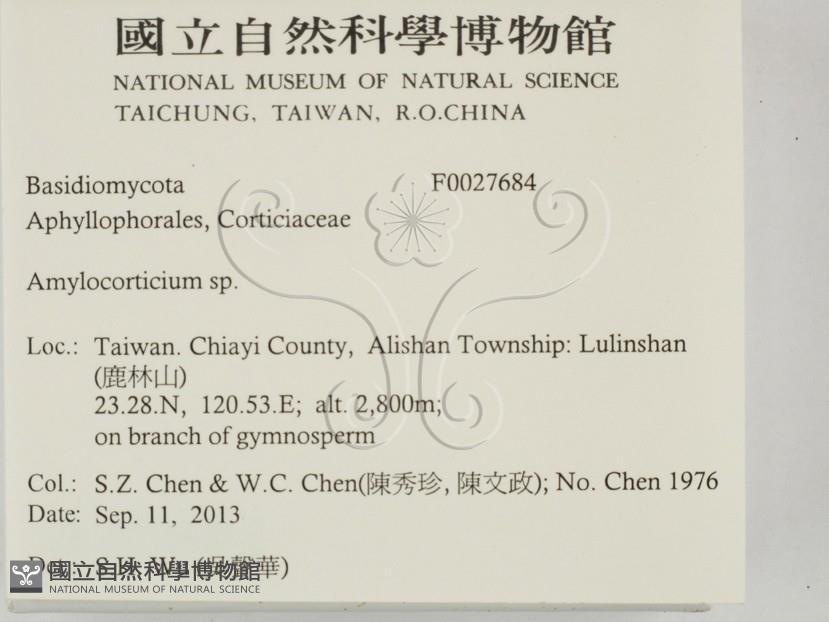 國立自然科學博物館
NATIONAL MUSEUM OF NATURAL SCIENCE
TAICHUNG, TAIWAN, R.O.CHINA
Basidiomycota F0027684
Aphyllophorales, Corticiaceae
Amylocorticium sp.
Loc.: Taiwan. Chiayi County, Alishan Township: Lulinshan
(鹿林山)
23.28.N, 120.53.E; alt. 2,800m;
on branch of gymnosperm
Col.: S.Z. Chen & W.C. Chen(陳秀珍, 陳文政); No. Chen 1976
Date: Sep. 11, 2013
國立自然科學博物館
NATIONAL MUSEUM OF NATURAL SCIENCE